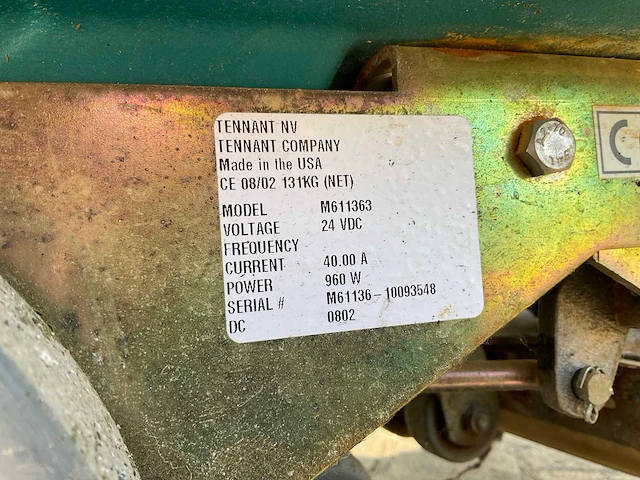 TENNANT NV
TENNANT COMPANY
Made in the USA
CE 08/02 131KG (NET)
MODEL M611363
VOLTAGE 24 VDC
FREQUENCY
CURRENT 40.00 A
POWER 960 W
SERIAL # M61136-10093548
DC 0802
C